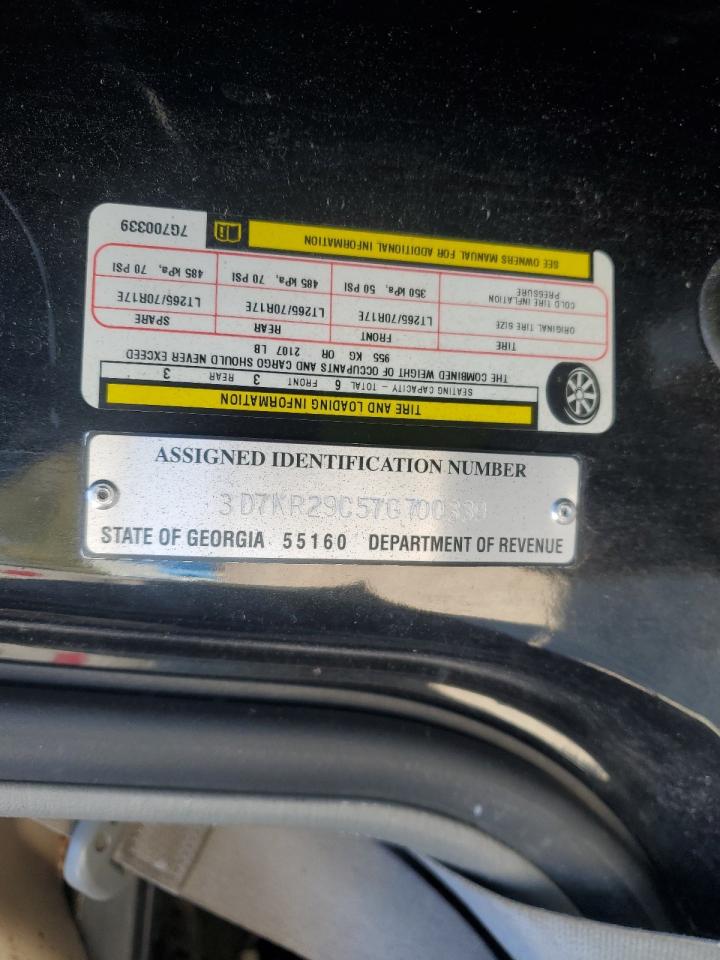 TIRE AND LOADING INFORMATION
SEATING CAPACITY – TOTAL 6 FRONT 3 REAR 3
THE COMBINED WEIGHT OF OCCUPANTS AND CARGO SHOULD NEVER EXCEED
955 KG OR 2107 LB
TIRE FRONT REAR SPARE
ORIGINAL TIRE SIZE LT265/70R17E LT265/70R17E LT265/70R17E
COLD TIRE INFLATION
PRESSURE 350 kPa, 50 PSI 485 kPa, 70 PSI 485 kPa, 70 PSI
SEE OWNERS MANUAL FOR ADDITIONAL INFORMATION
7G700339
ASSIGNED IDENTIFICATION NUMBER
3D7KR29C57G700339
STATE OF GEORGIA 55160 DEPARTMENT OF REVENUE